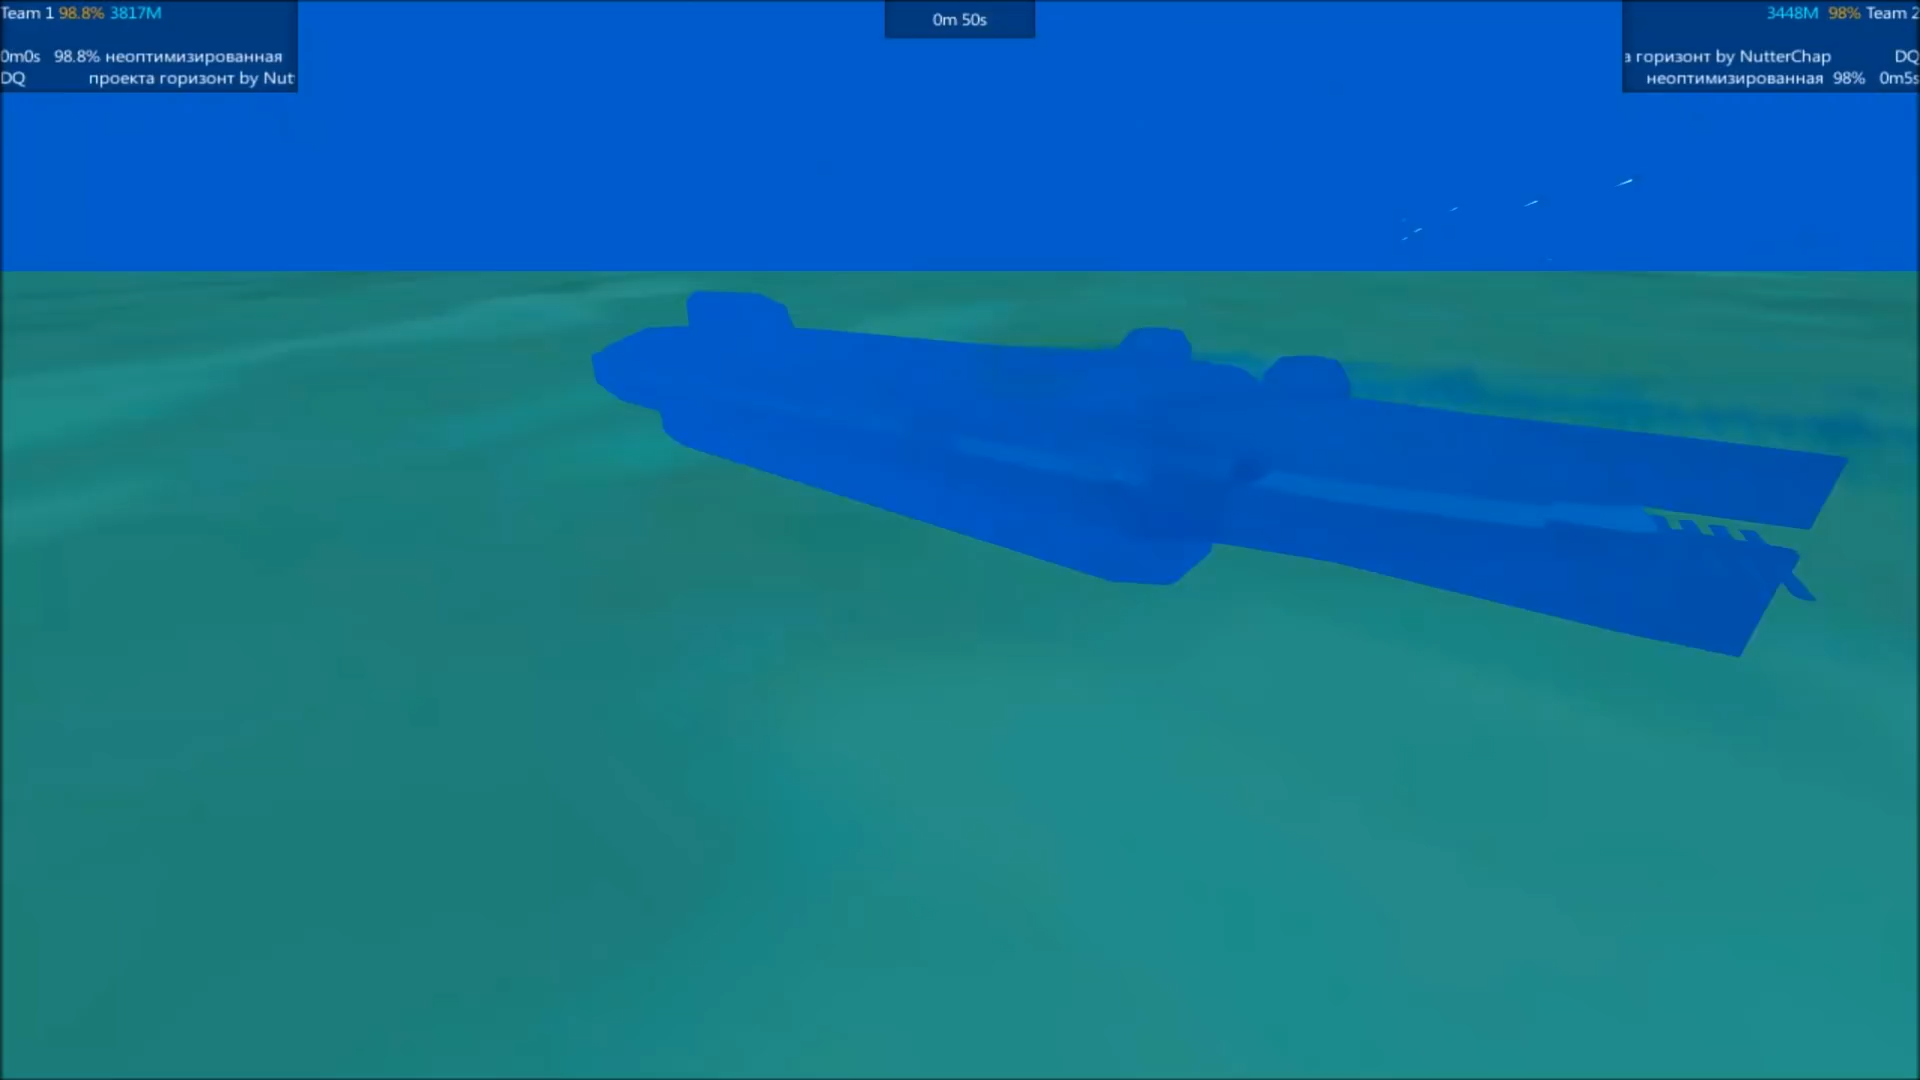 Team 1 98.8% 3817M
0m0s 98.8% неоптимизированная
DQ проекта горизонт by Nut
0m 50s
3448M 98% Team 2
а горизонт by NutterChap DQ
неоптимизированная 98% 0m5s